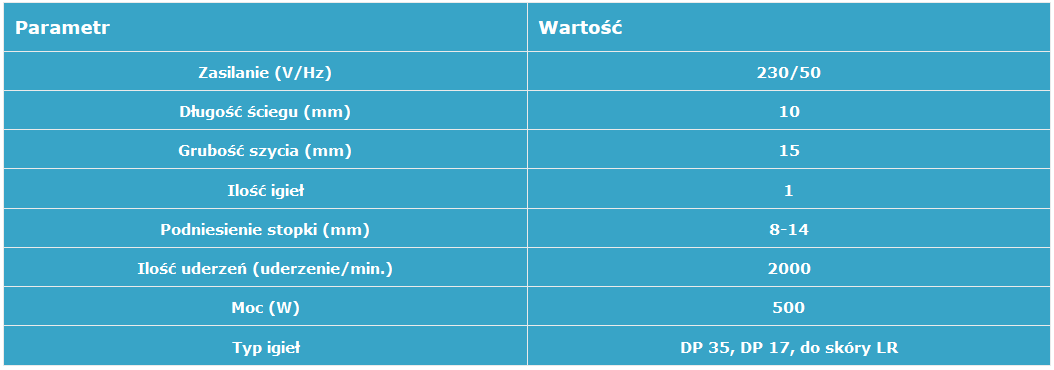 Parametr Wartość
Zasilanie (V/Hz) 230/50
Długość ściegu (mm) 10
Grubość szycia (mm) 15
Ilość igieł 1
Podniesienie stopki (mm) 8-14
Ilość uderzeń (uderzenie/min.) 2000
Moc (W) 500
Typ igieł DP 35, DP 17, do skóry LR